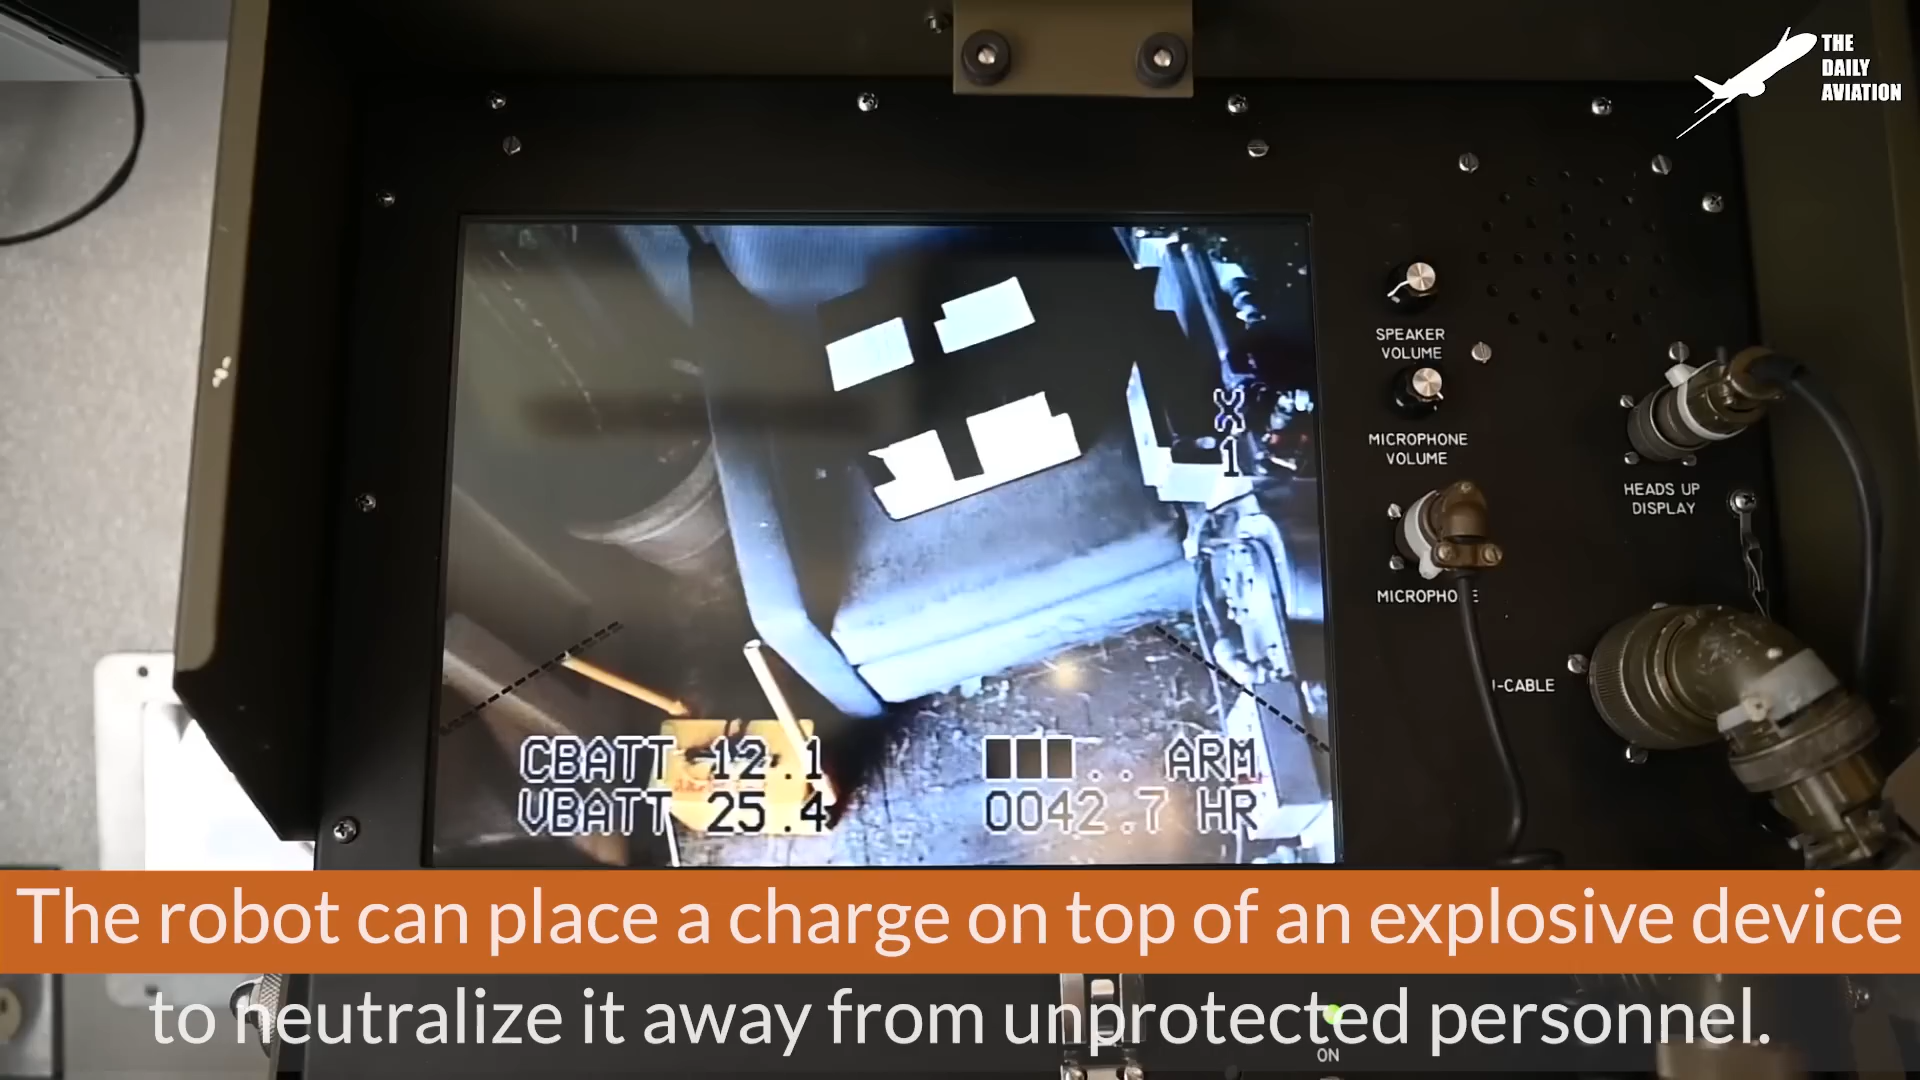 THE
DAILY
AVIATION
SPEAKER
VOLUME
MICROPHONE
VOLUME
HEADS UP
DISPLAY
X
1
-CABLE
CBATT 12.1
ARM
VBATT 25.4
0042.7 HR
The robot can place a charge on top of an explosive device
to neutralize it away from unprotected personnel.
ON